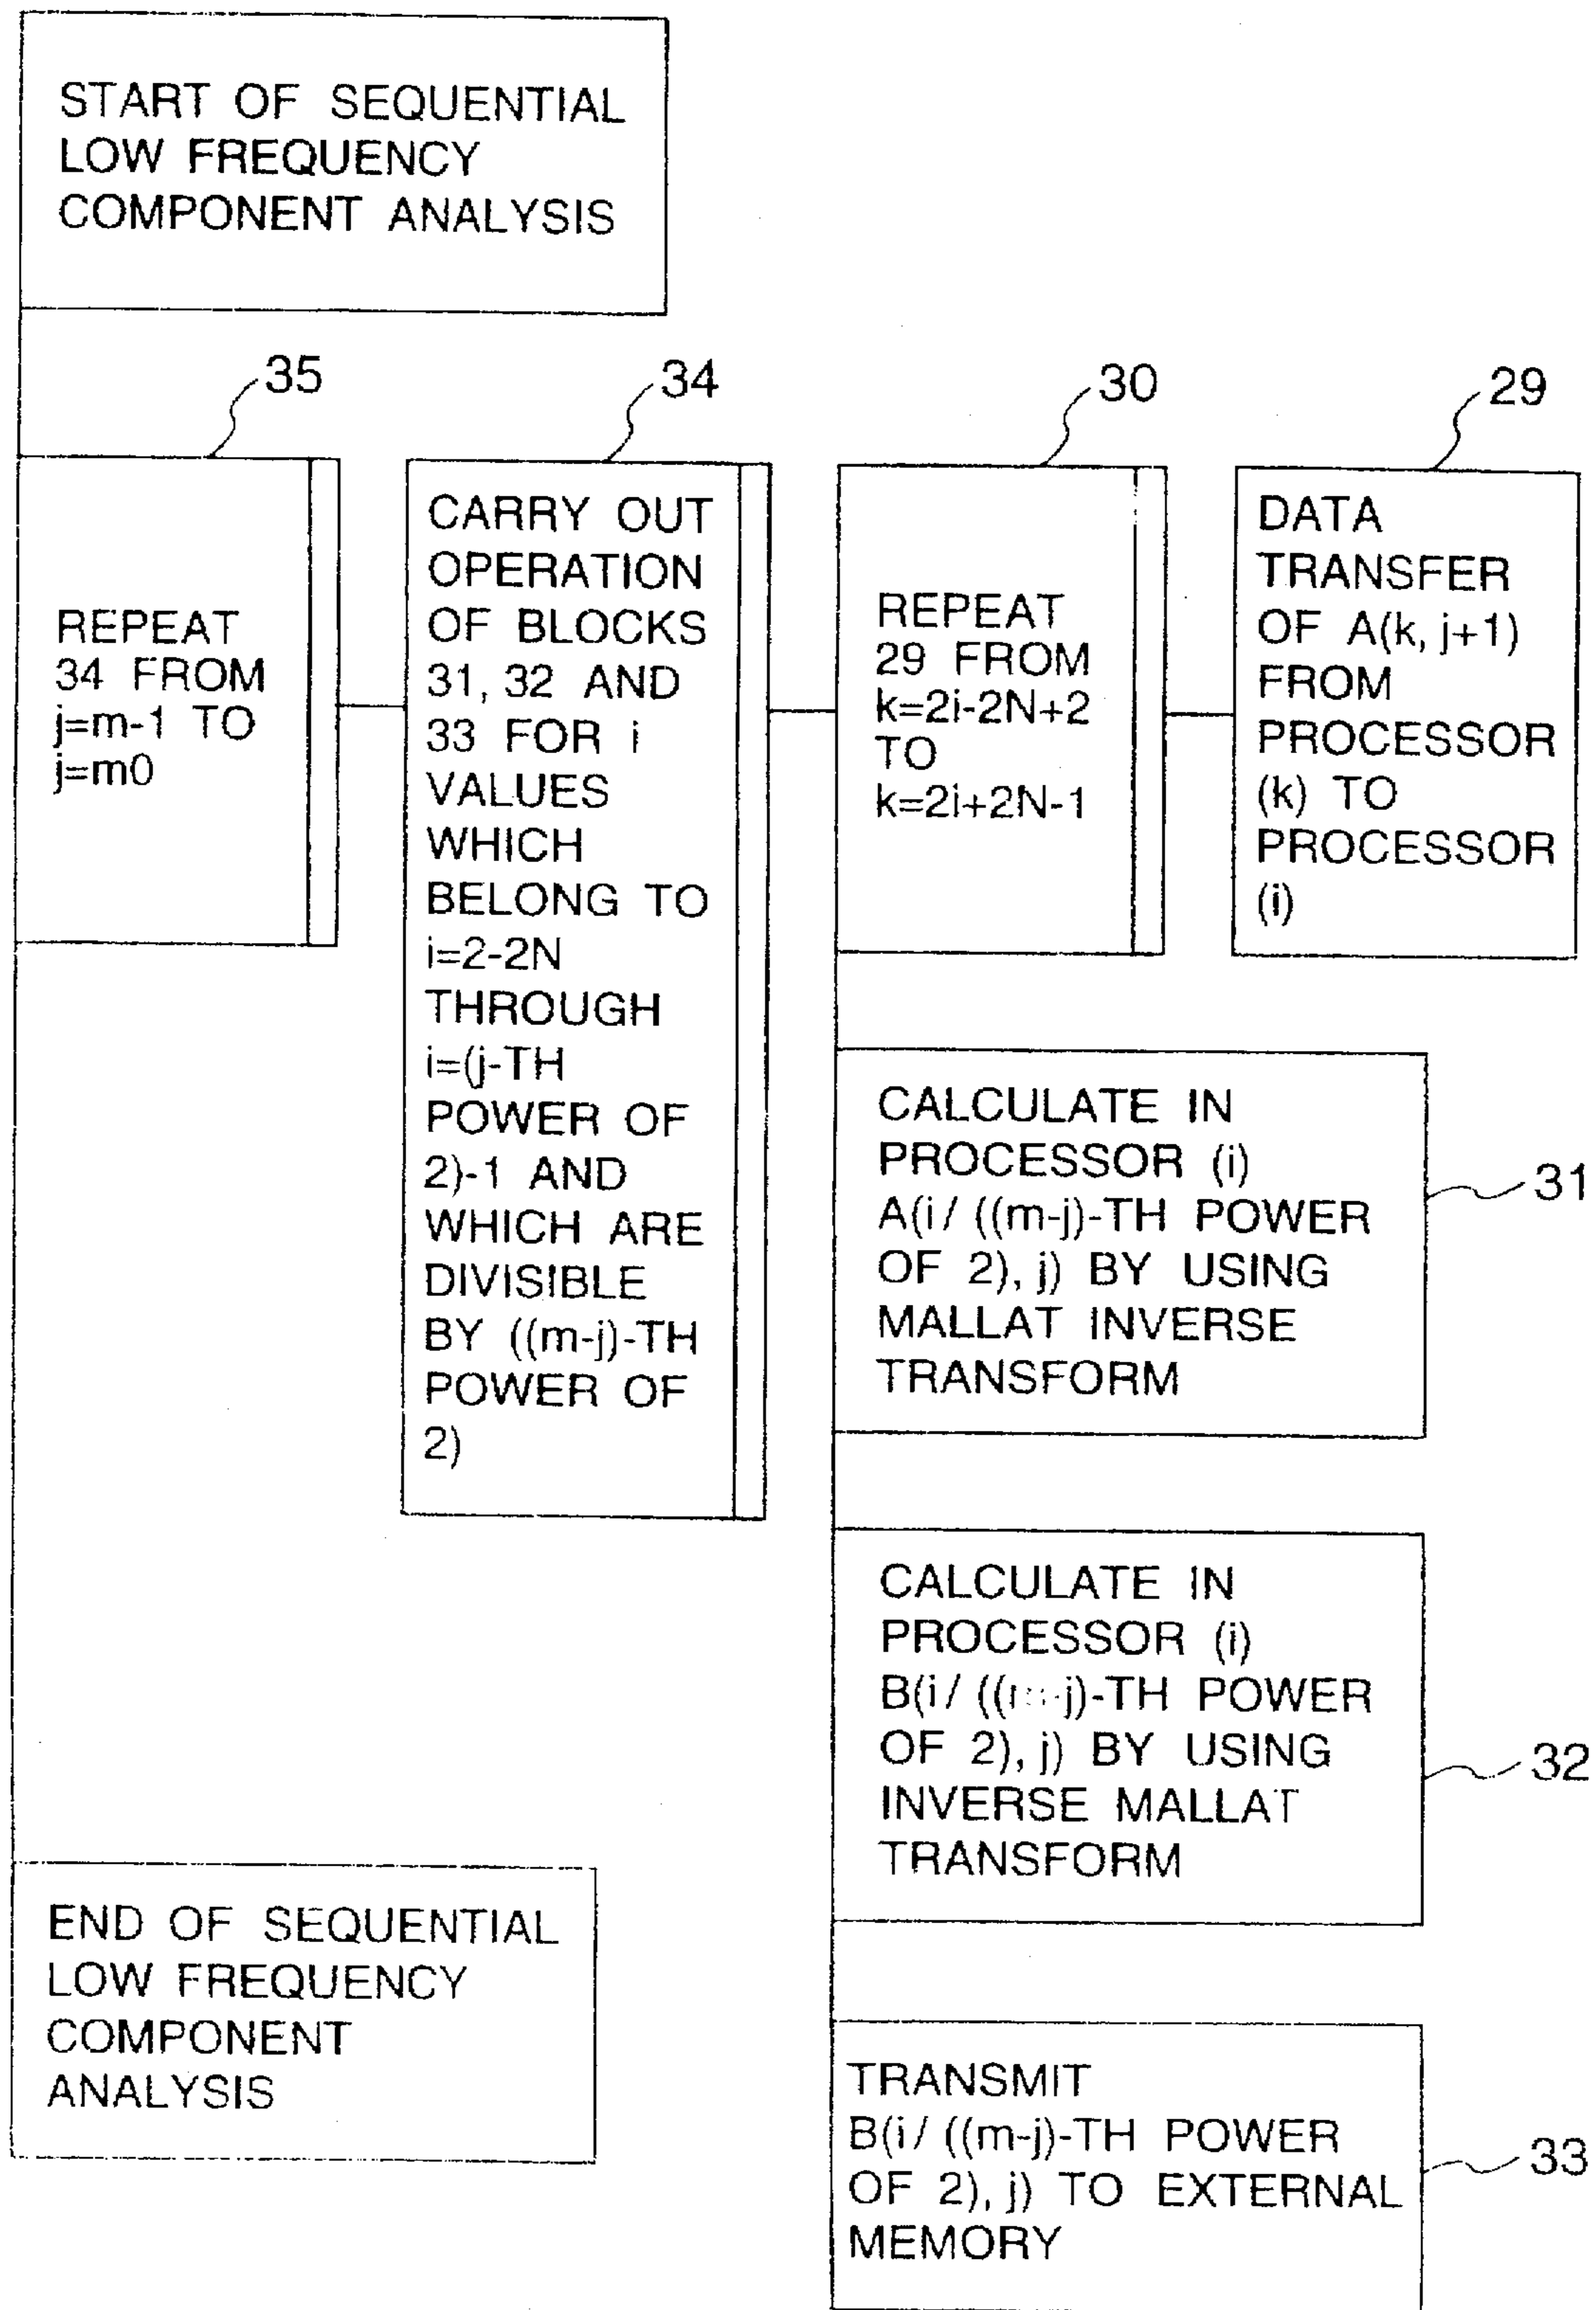 START OF SEQUENTIAL
LOW FREQUENCY
COMPONENT ANALYSIS
35
REPEAT
34 FROM
j=m-1 TO
j=m0
34
CARRY OUT
OPERATION
OF BLOCKS
31, 32 AND
33 FOR i
VALUES
WHICH
BELONG TO
i=2-2N
THROUGH
i=(j-TH
POWER OF
2)-1 AND
WHICH ARE
DIVISIBLE
BY ((m-j)-TH
POWER OF
2)
30
REPEAT
29 FROM
k=2i-2N+2
TO
k=2i+2N-1
29
DATA
TRANSFER
OF A(k, j+1)
FROM
PROCESSOR
(k) TO
PROCESSOR
(i)
CALCULATE IN
PROCESSOR (i)
A(i/ ((m-j)-TH POWER
OF 2), j) BY USING
MALLAT INVERSE
TRANSFORM
31
CALCULATE IN
PROCESSOR (i)
B(i/ ((m-j)-TH POWER
OF 2), j) BY USING
INVERSE MALLAT
TRANSFORM
32
TRANSMIT
B(i/ ((m-j)-TH POWER
OF 2), j) TO EXTERNAL
MEMORY
33
END OF SEQUENTIAL
LOW FREQUENCY
COMPONENT
ANALYSIS